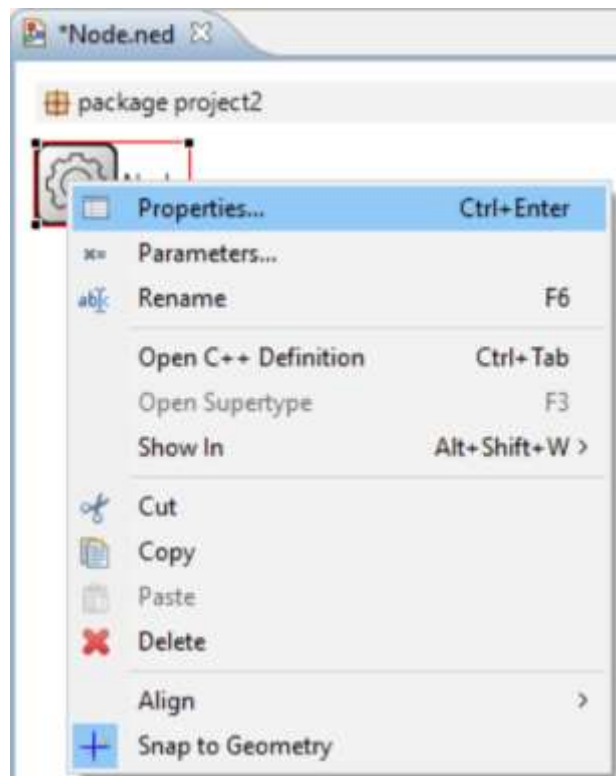 *Node.ned
package project2
Properties... Ctrl+Enter
Parameters...
Rename F6
Open C++ Definition Ctrl+Tab
Open Supertype F3
Show In Alt+Shift+W >
Cut
Copy
Paste
Delete
Align >
Snap to Geometry